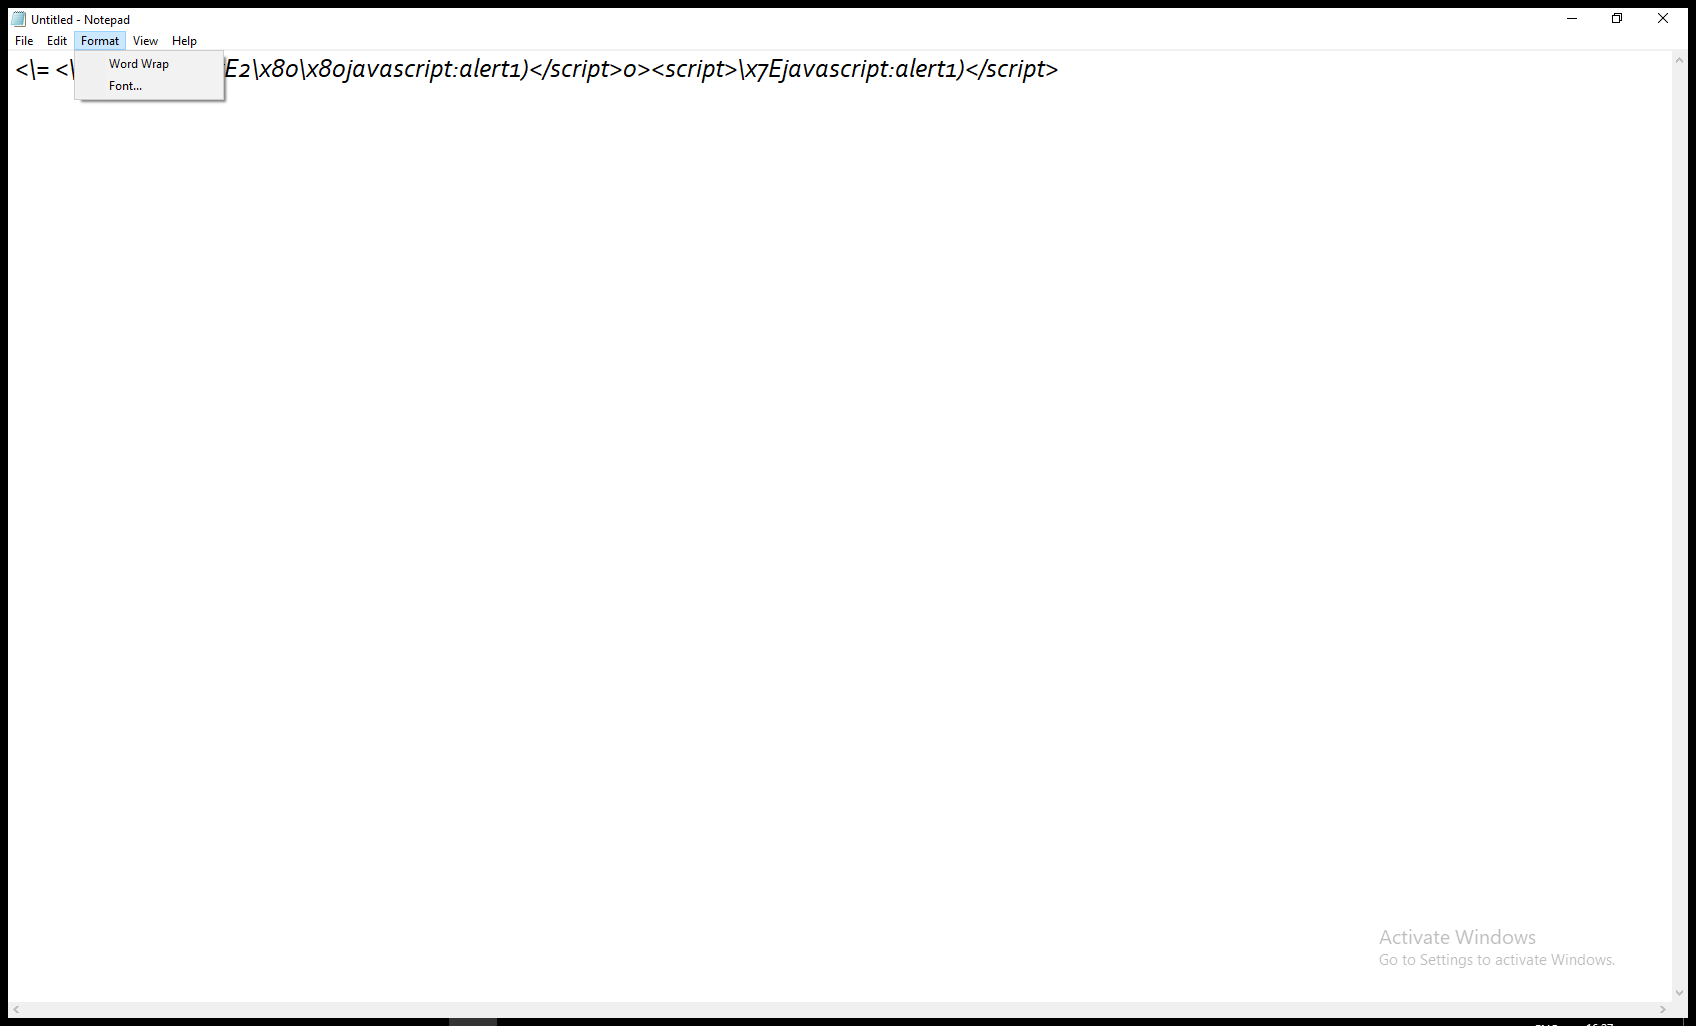 Untitled - Notepad
File Edit Format View Help
Word Wrap
Font...
<\= <\ E2\x80\x80javascript:alert1)</script>0><script>\x7Ejavascript:alert1)</script>
Activate Windows
Go to Settings to activate Windows.